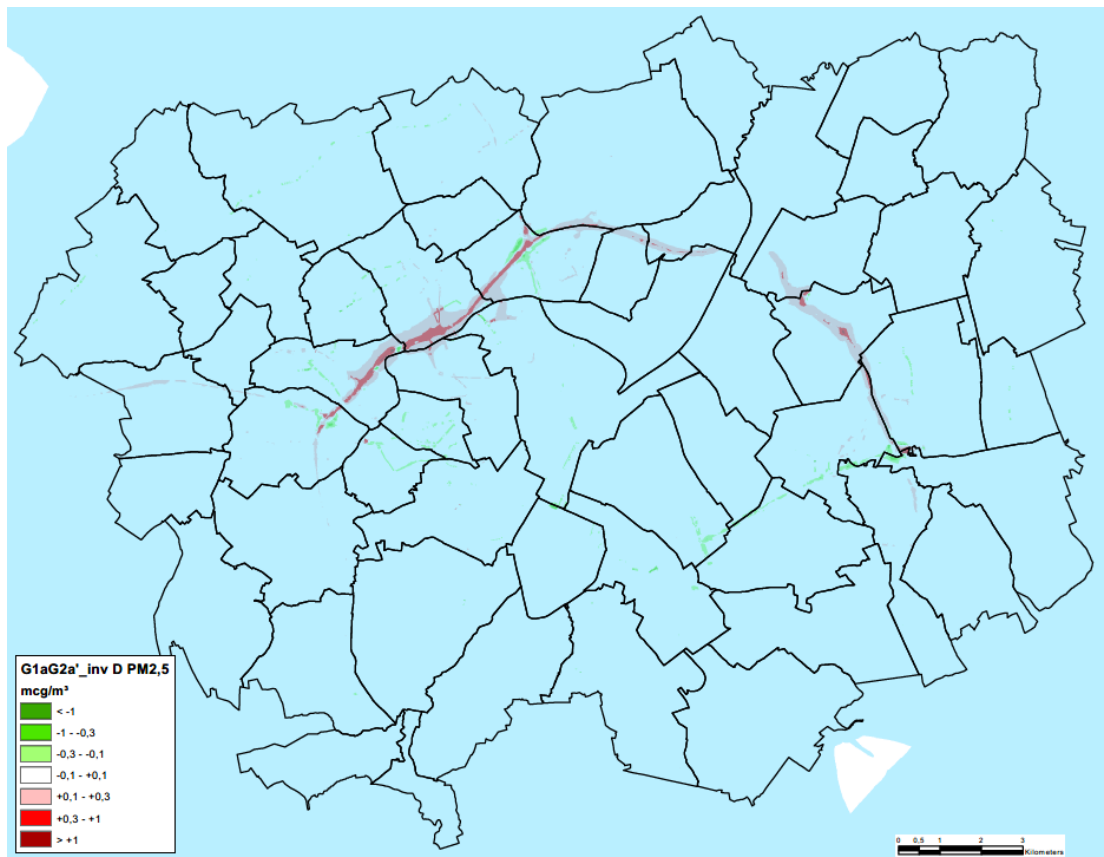 G1aG2a'_inv D PM2,5
mcg/m³
< -1
-1 - -0,3
-0,3 - -0,1
-0,1 - +0,1
+0,1 - +0,3
+0,3 - +1
> +1
0 0,5 1 2 3
Kilometers